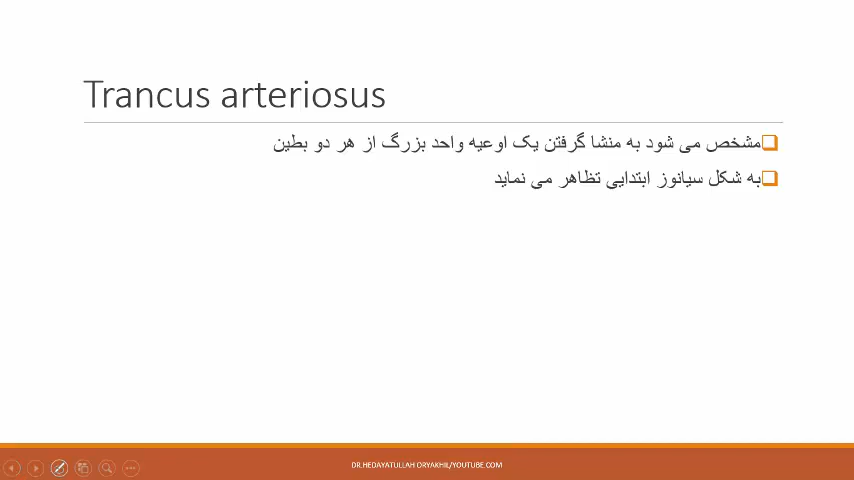 Trancus arteriosus
مشخص می شود به منشا گرفتن یک اوعیه واحد بزرگ از هر دو بطین
به شکل سیانوز ابتدایی تظاهر می نماید
DR.HEDAYATULLAH ORYAKHIL/YOUTUBE.COM